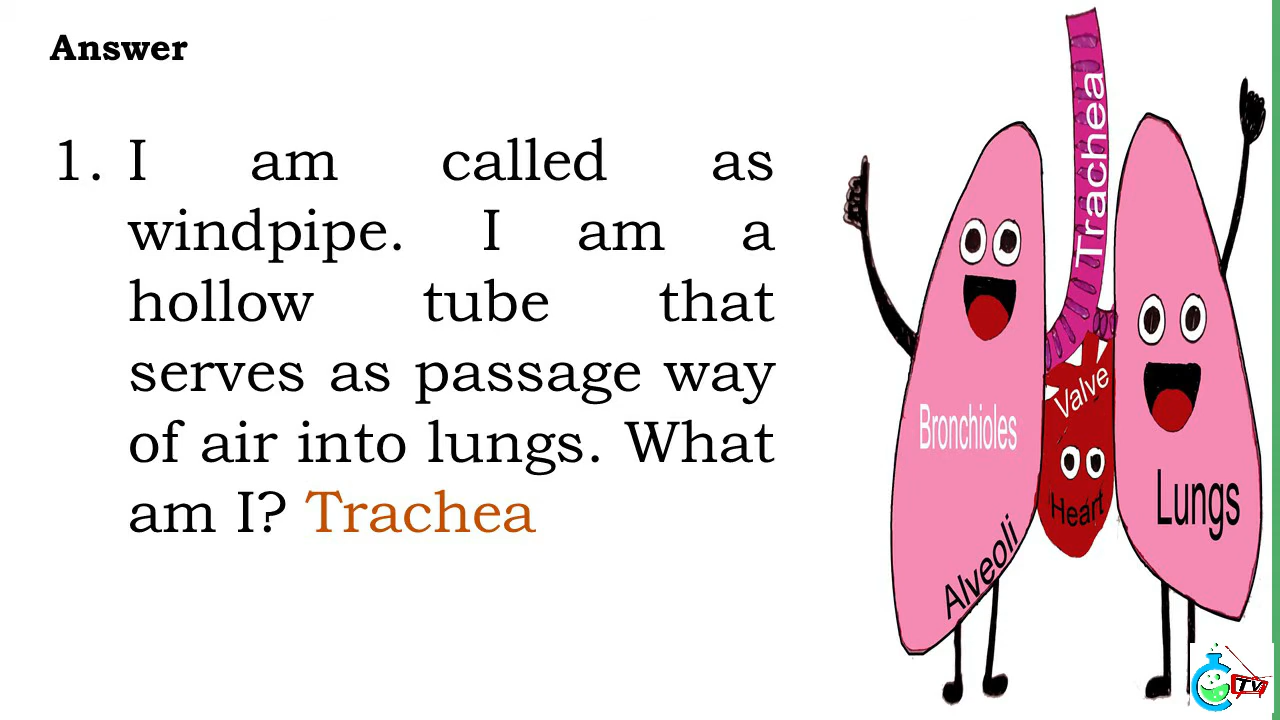 Answer
1. I am called as
windpipe. I am a
hollow tube that
serves as passage way
of air into lungs. What
am I? Trachea
Trachea
Valve
Bronchioles
Heart
Lungs
Alveoli
TV